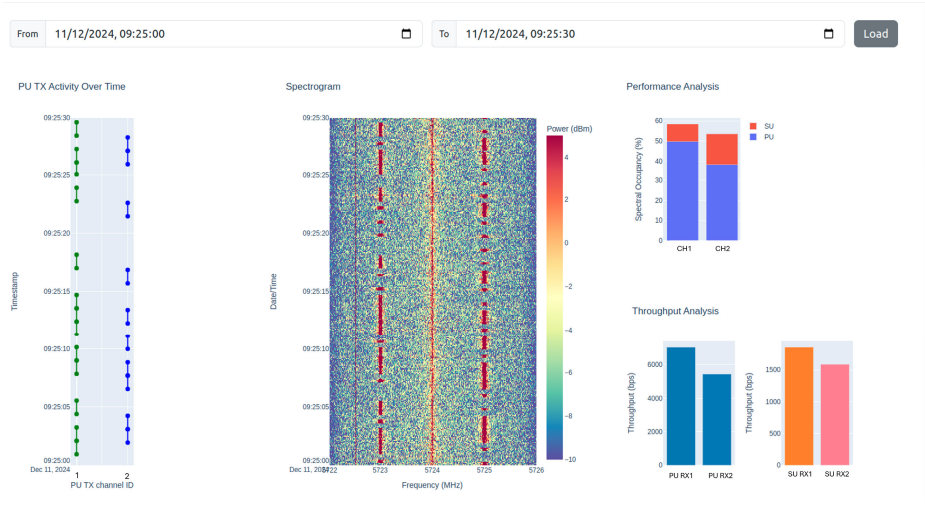 From 11/12/2024, 09:25:00 To 11/12/2024, 09:25:30 Load
PU TX Activity Over Time
09:25:30
09:25:25
09:25:20
09:25:15
09:25:10
09:25:05
09:25:00
Dec 11, 2024
Timestamp
1 2
PU TX channel ID
Spectrogram
09:25:30
09:25:25
09:25:20
09:25:15
09:25:10
09:25:05
09:25:00
Dec 11, 2024
Date/Time
5722 5723 5724 5725 5726
Frequency (MHz)
Power (dBm)
4
2
0
−2
−4
−6
−8
−10
Performance Analysis
60
50
40
30
20
10
0
Spectral Occupancy (%)
CH1 CH2
SU
PU
Throughput Analysis
6000
4000
2000
0
Throughput (bps)
PU RX1 PU RX2
1500
1000
500
0
Throughput (bps)
SU RX1 SU RX2